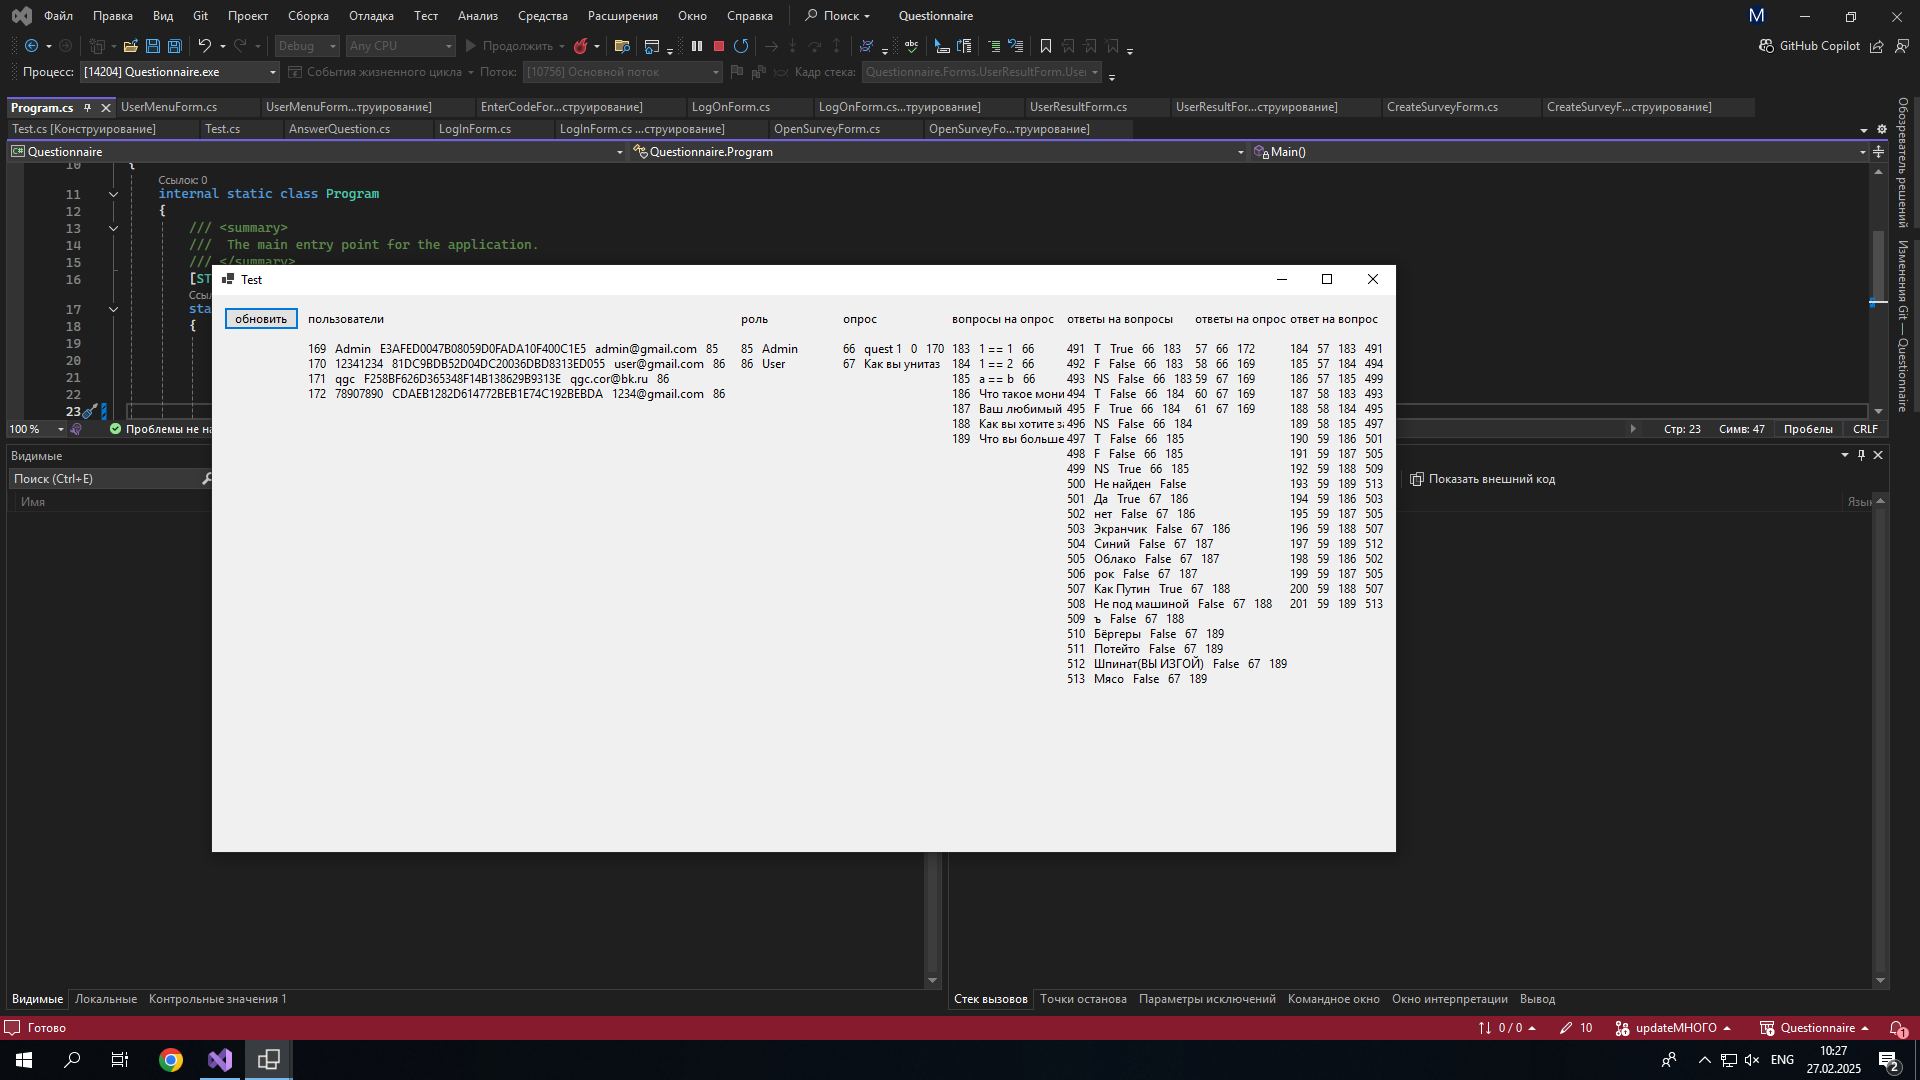 Файл Правка Вид Git Проект Сборка Отладка Тест Анализ Средства Расширения Окно Справка Поиск Questionnaire M
Debug Any CPU Продолжить GitHub Copilot
Процесс: [14204] Questionnaire.exe События жизненного цикла Поток: [10756] Основной поток Кадр стека: Questionnaire.Forms.UserResultForm.User
Program.cs UserMenuForm.cs UserMenuForm...труирование] EnterCodeFor...струирование] LogOnForm.cs LogOnForm.cs...труирование] UserResultForm.cs UserResultFor...струирование] CreateSurveyForm.cs CreateSurveyF...струирование]
Test.cs [Конструирование] Test.cs AnswerQuestion.cs LogInForm.cs LogInForm.cs ...струирование] OpenSurveyForm.cs OpenSurveyFo...труирование]
Questionnaire Questionnaire.Program Main()
10 {
Ссылок: 0
11 internal static class Program
12 {
13 /// <summary>
14 /// The main entry point for the application.
15 /// </summary>
16 [ST
Ссыл
17 sta
18 {
19
20
21
22
23
100 % Проблемы не на Стр: 23 Симв: 47 Пробелы CRLF
Обозреватель решений
Изменения Git — Questionnaire
Test
обновить пользователи роль опрос вопросы на опрос ответы на вопросы ответы на опрос ответ на вопрос
169 Admin E3AFED0047B08059D0FADA10F400C1E5 admin@gmail.com 85 85 Admin 66 quest 1 0 170 183 1 == 1 66 491 T True 66 183 57 66 172 184 57 183 491
170 12341234 81DC9BDB52D04DC20036DBD8313ED055 user@gmail.com 86 86 User 67 Как вы унитаз 184 1 == 2 66 492 F False 66 183 58 66 169 185 57 184 494
171 qgc F258BF626D365348F14B138629B9313E qgc.cor@bk.ru 86 185 a == b 66 493 NS False 66 183 59 67 169 186 57 185 499
172 78907890 CDAEB1282D614772BEB1E74C192BEBDA 1234@gmail.com 86 186 Что такое мони 494 T False 66 184 60 67 169 187 58 183 493
187 Ваш любимый 495 F True 66 184 61 67 169 188 58 184 495
188 Как вы хотите за 496 NS False 66 184 189 58 185 497
189 Что вы больше 497 T False 66 185 190 59 186 501
498 F False 66 185 191 59 187 505
499 NS True 66 185 192 59 188 509
500 Не найден False 193 59 189 513
501 Да True 67 186 194 59 186 503
502 нет False 67 186 195 59 187 505
503 Экранчик False 67 186 196 59 188 507
504 Синий False 67 187 197 59 189 512
505 Облако False 67 187 198 59 186 502
506 рок False 67 187 199 59 187 505
507 Как Путин True 67 188 200 59 188 507
508 Не под машиной False 67 188 201 59 189 513
509 ъ False 67 188
510 Бёргеры False 67 189
511 Потейто False 67 189
512 Шпинат(ВЫ ИЗГОЙ) False 67 189
513 Мясо False 67 189
Видимые
Поиск (Ctrl+E) Показать внешний код
Имя Язык
Видимые Локальные Контрольные значения 1 Стек вызовов Точки останова Параметры исключений Командное окно Окно интерпретации Вывод
Готово 0 / 0 10 updateМНОГО Questionnaire 1
ENG 10:27
27.02.2025 2